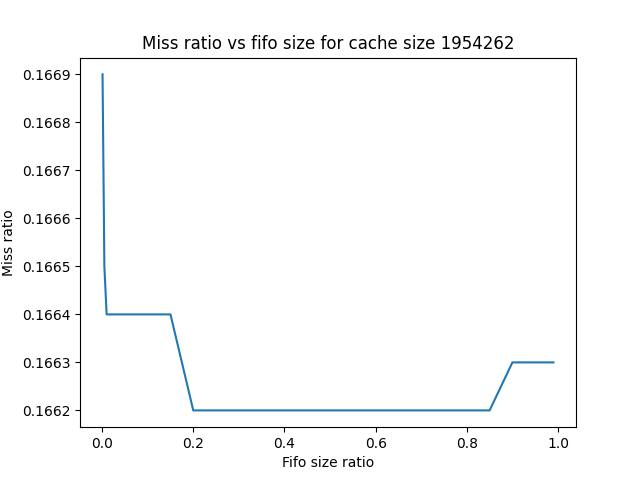 Miss ratio vs fifo size for cache size 1954262
0.1669
0.1668
0.1667
0.1666
0.1665
0.1664
0.1663
0.1662
Miss ratio
0.0 0.2 0.4 0.6 0.8 1.0
Fifo size ratio